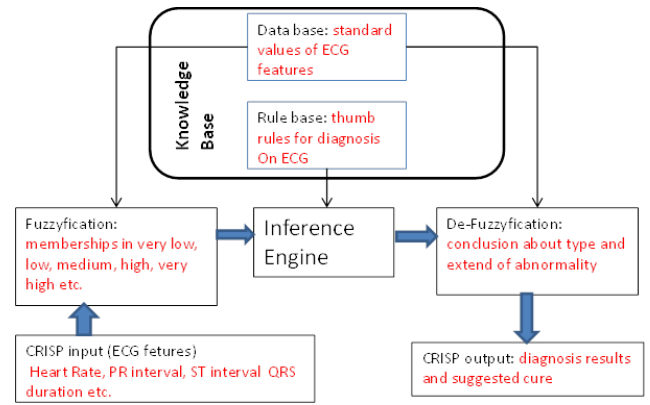 Data base: standard
values of ECG
features
Knowledge
Base
Rule base: thumb
rules for diagnosis
On ECG
Fuzzyfication:
memberships in very low,
low, medium, high, very
high etc.
Inference
Engine
De-Fuzzyfication:
conclusion about type and
extend of abnormality
CRISP input (ECG fetures)
Heart Rate, PR interval, ST interval QRS
duration etc.
CRISP output: diagnosis results
and suggested cure